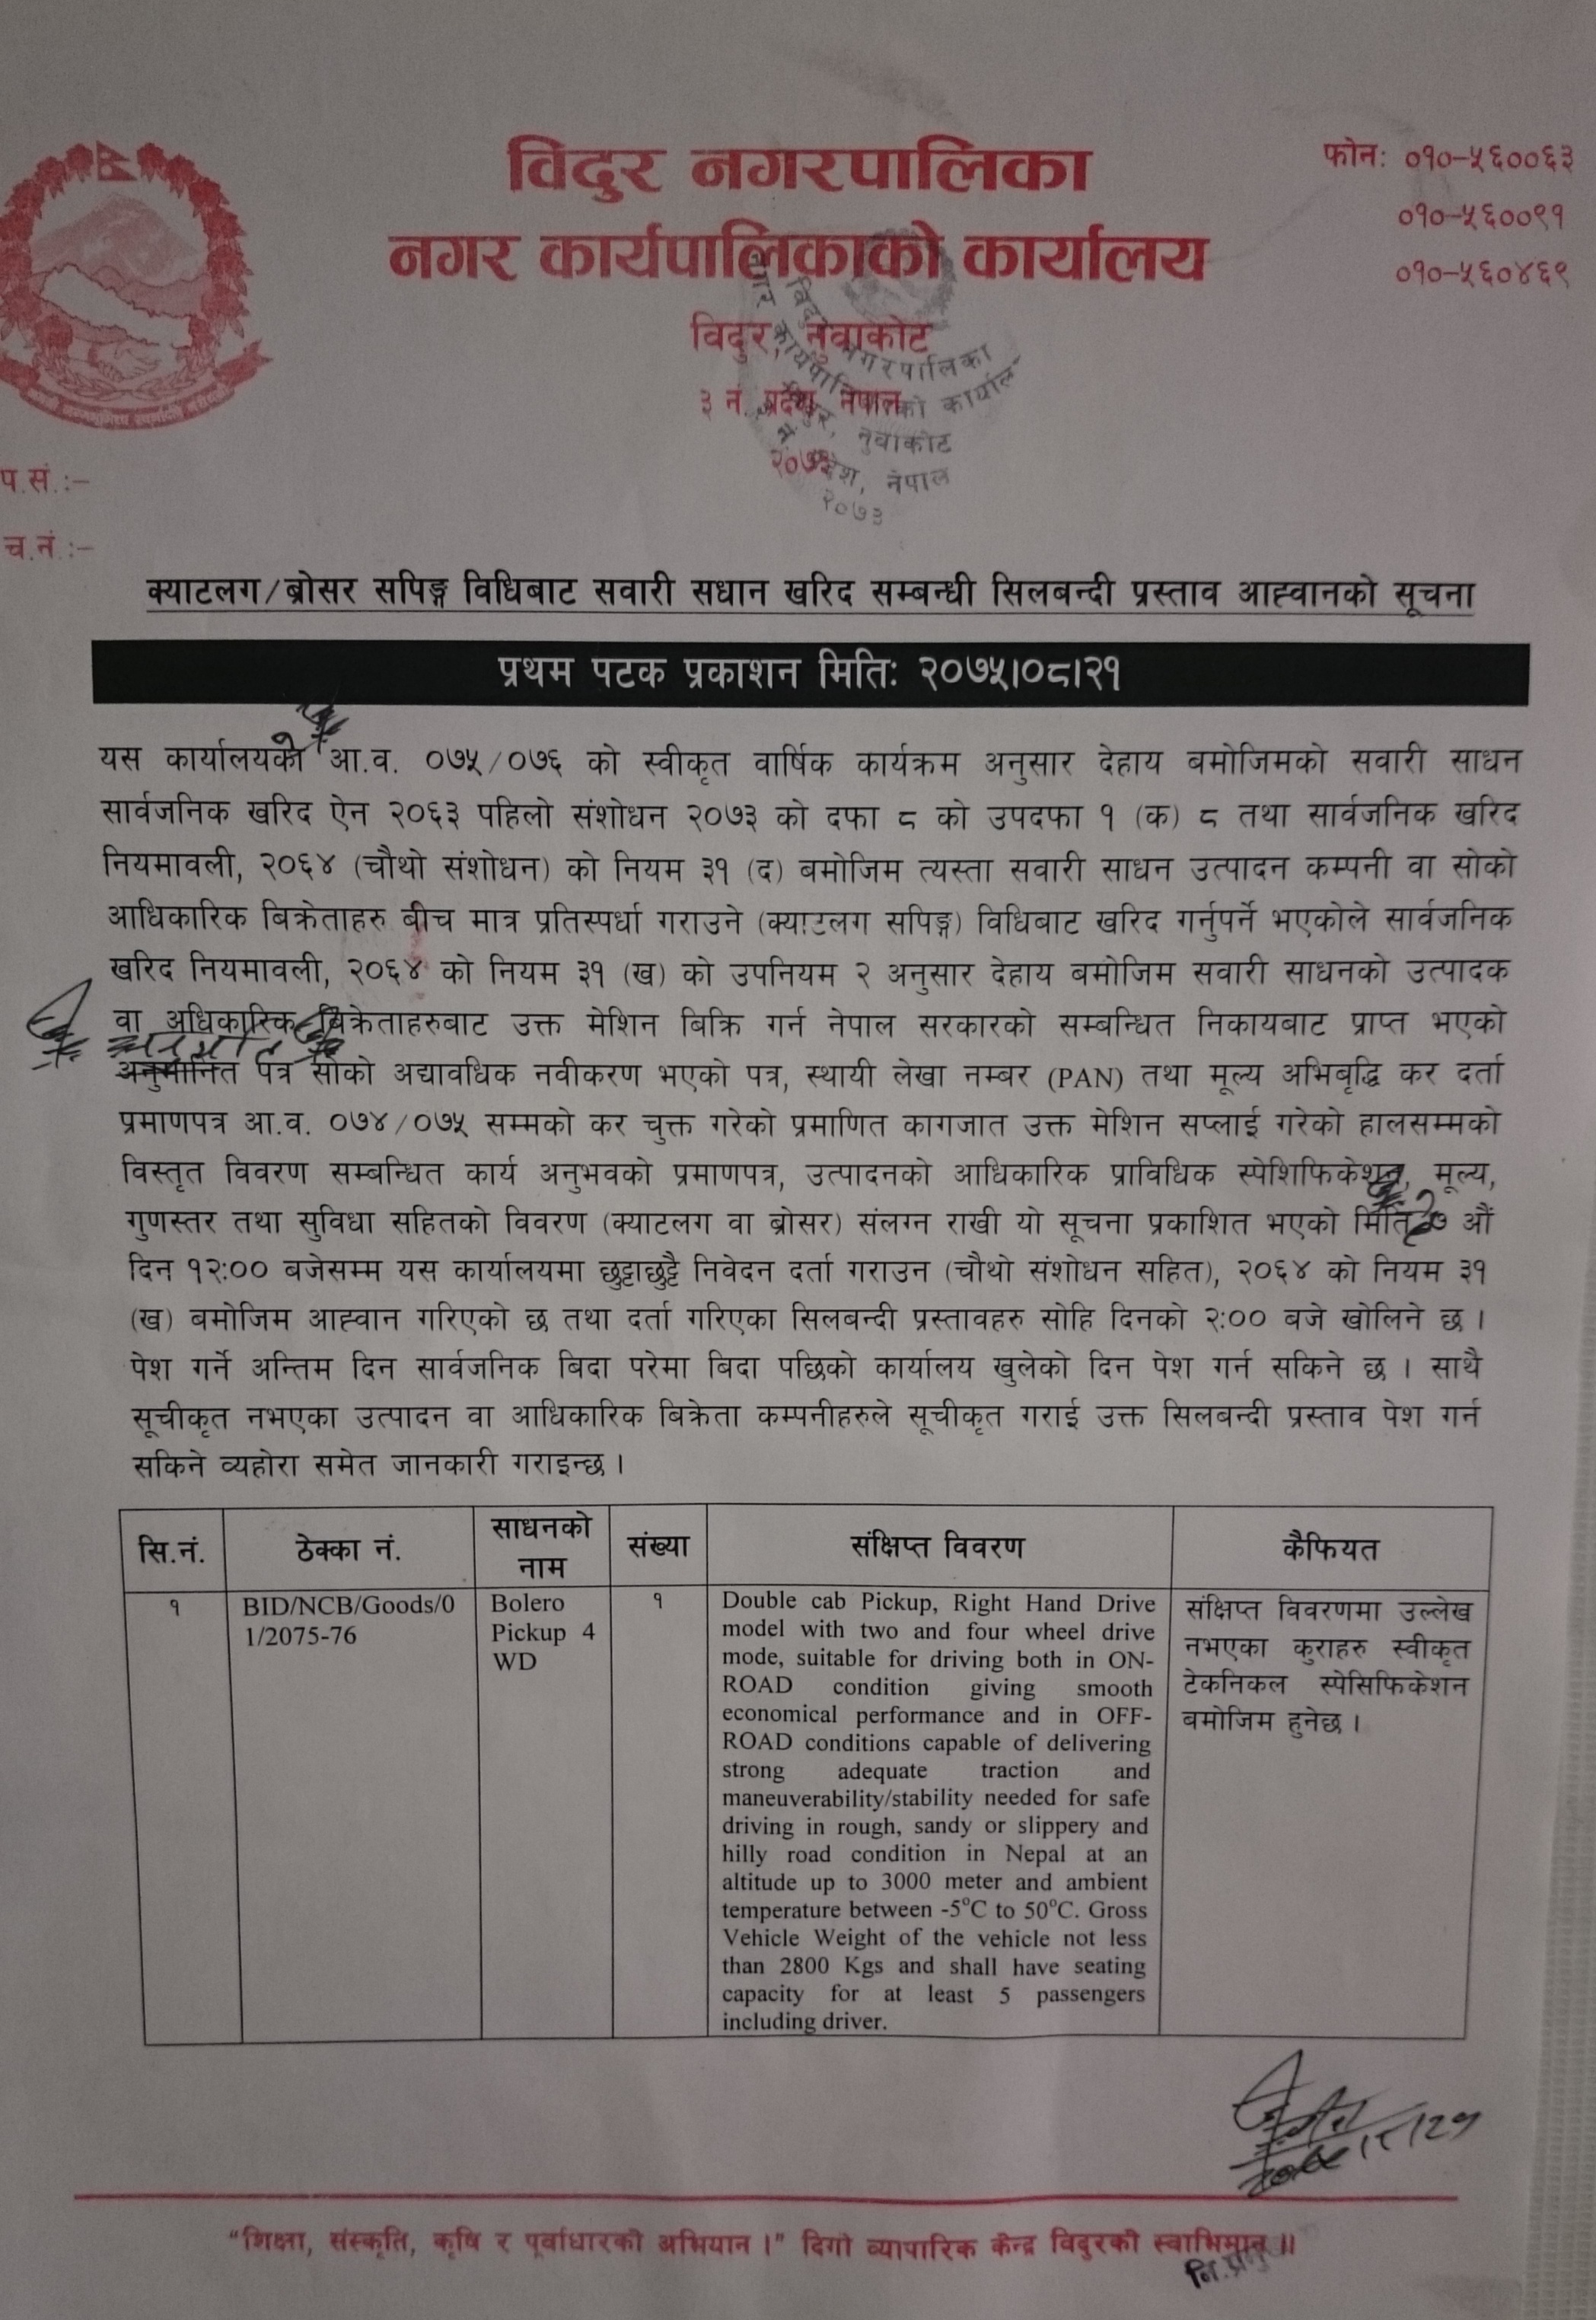 विदुर नगरपालिका
नगर कार्यपालिकाको कार्यालय
विदुर, नुवाकोट
३ नं. प्रदेश, नेपाल
२०७३
फोनः ०१०–५६००६३
०१०–५६००९१
०१०–५६०४६९
विदुर नगरपालिका
नगर कार्यपालिकाको कार्यालय
विदुर, नुवाकोट
प्रदेश, नेपाल
२०७३
प.सं.:–
च.नं.:–
क्याटलग/ब्रोसर सपिङ्ग विधिबाट सवारी सधान खरिद सम्बन्धी सिलबन्दी प्रस्ताव आह्वानको सूचना
प्रथम पटक प्रकाशन मितिः २०७५।०८।२१
यस कार्यालयको आ.व. ०७५/०७६ को स्वीकृत वार्षिक कार्यक्रम अनुसार देहाय बमोजिमको सवारी साधन
सार्वजनिक खरिद ऐन २०६३ पहिलो संशोधन २०७३ को दफा ८ को उपदफा १ (क) ८ तथा सार्वजनिक खरिद
नियमावली, २०६४ (चौथो संशोधन) को नियम ३१ (द) बमोजिम त्यस्ता सवारी साधन उत्पादन कम्पनी वा सोको
आधिकारिक बिक्रेताहरु बीच मात्र प्रतिस्पर्धा गराउने (क्याटलग सपिङ्ग) विधिबाट खरिद गर्नुपर्ने भएकोले सार्वजनिक
खरिद नियमावली, २०६४ को नियम ३१ (ख) को उपनियम २ अनुसार देहाय बमोजिम सवारी साधनको उत्पादक
वा अधिकारिक बिक्रेताहरुबाट उक्त मेशिन बिक्रि गर्न नेपाल सरकारको सम्बन्धित निकायबाट प्राप्त भएको
अनुमानित पत्र सोको अद्यावधिक नवीकरण भएको पत्र, स्थायी लेखा नम्बर (PAN) तथा मूल्य अभिबृद्धि कर दर्ता
प्रमाणपत्र आ.व. ०७४/०७५ सम्मको कर चुक्त गरेको प्रमाणित कागजात उक्त मेशिन सप्लाई गरेको हालसम्मको
विस्तृत विवरण सम्बन्धित कार्य अनुभवको प्रमाणपत्र, उत्पादनको आधिकारिक प्राविधिक स्पेशिफिकेशन, मूल्य,
गुणस्तर तथा सुविधा सहितको विवरण (क्याटलग वा ब्रोसर) संलग्न राखी यो सूचना प्रकाशित भएको मितिले ७ औं
दिन १२:०० बजेसम्म यस कार्यालयमा छुट्टाछुट्टै निवेदन दर्ता गराउन (चौथो संशोधन सहित), २०६४ को नियम ३१
(ख) बमोजिम आह्वान गरिएको छ तथा दर्ता गरिएका सिलबन्दी प्रस्तावहरु सोहि दिनको २:०० बजे खोलिने छ ।
पेश गर्ने अन्तिम दिन सार्वजनिक बिदा परेमा बिदा पछिको कार्यालय खुलेको दिन पेश गर्न सकिने छ । साथै
सूचीकृत नभएका उत्पादन वा आधिकारिक बिक्रेता कम्पनीहरुले सूचीकृत गराई उक्त सिलबन्दी प्रस्ताव पेश गर्न
सकिने व्यहोरा समेत जानकारी गराइन्छ ।
सि.नं. ठेक्का नं. साधनको नाम संख्या संक्षिप्त विवरण कैफियत
१
BID/NCB/Goods/0
1/2075-76
Bolero
Pickup 4
WD
१
Double cab Pickup, Right Hand Drive
model with two and four wheel drive
mode, suitable for driving both in ON-
ROAD condition giving smooth
economical performance and in OFF-
ROAD conditions capable of delivering
strong adequate traction and
maneuverability/stability needed for safe
driving in rough, sandy or slippery and
hilly road condition in Nepal at an
altitude up to 3000 meter and ambient
temperature between -5°C to 50°C. Gross
Vehicle Weight of the vehicle not less
than 2800 Kgs and shall have seating
capacity for at least 5 passengers
including driver.
संक्षिप्त विवरणमा उल्लेख
नभएका कुराहरु स्वीकृत
टेकनिकल स्पेसिफिकेशन
बमोजिम हुनेछ ।
“शिक्षा, संस्कृति, कृषि र पूर्वाधारको अभियान ।” दिगो व्यापारिक केन्द्र विदुरको स्वाभिमान ॥